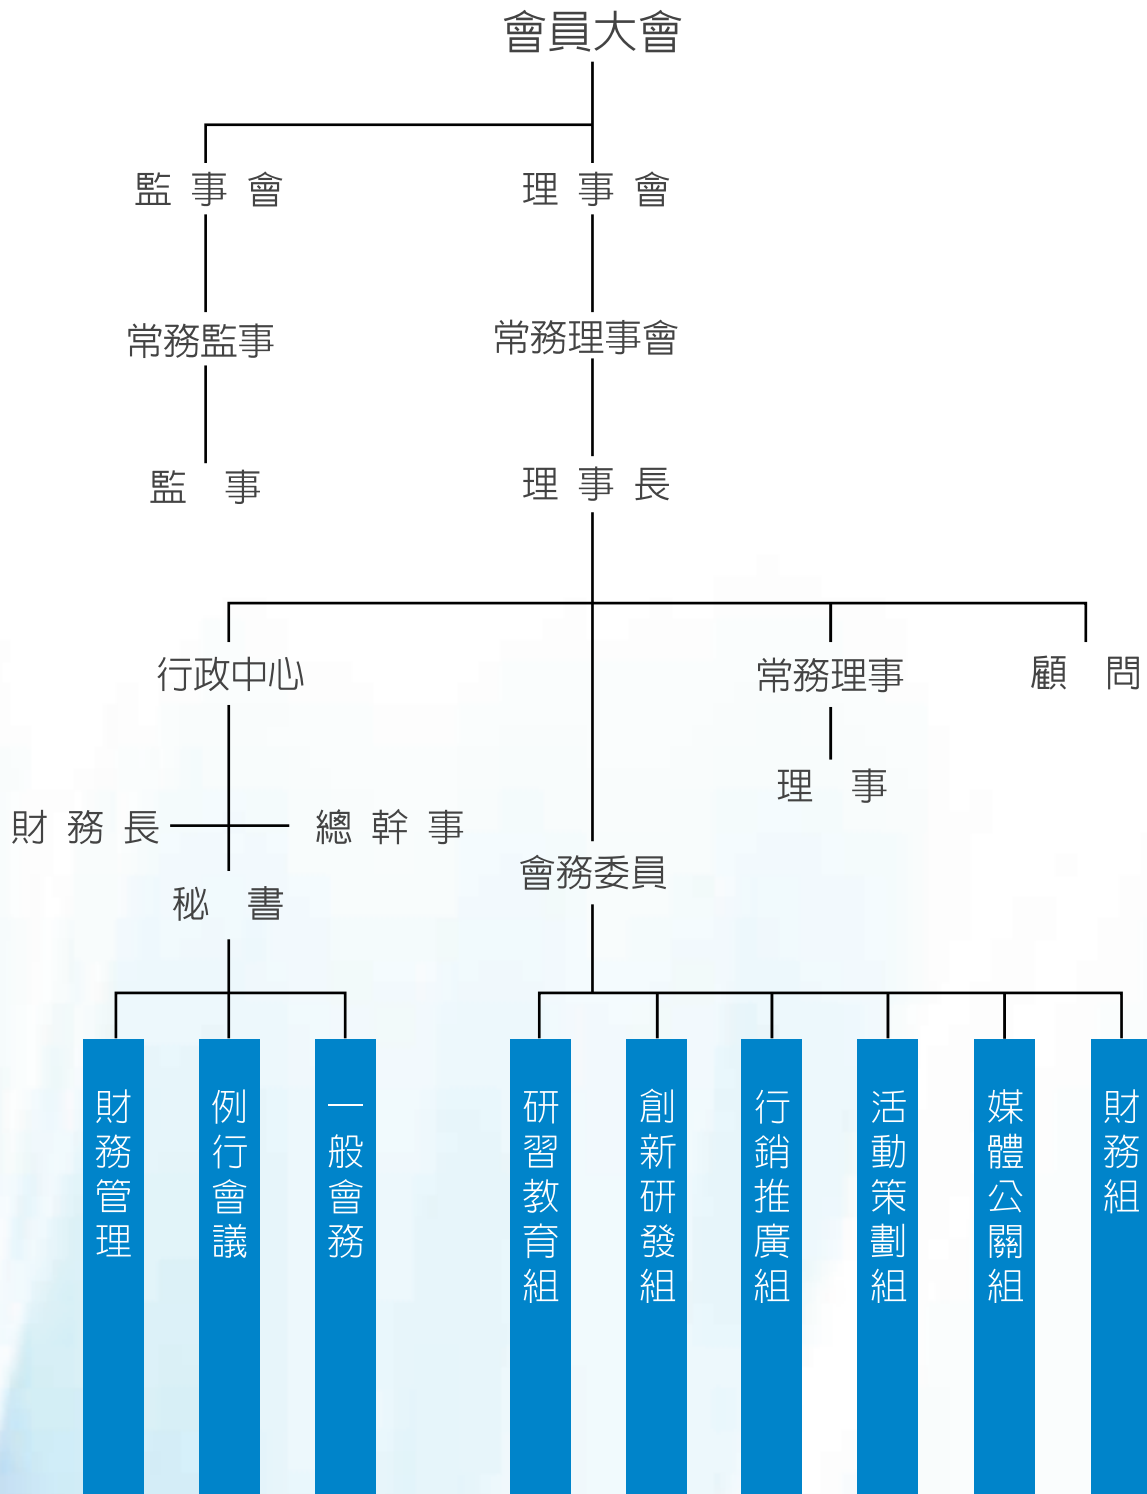 會員大會
監事會
理事會
常務監事
常務理事會
監事
理事長
行政中心
常務理事
顧問
理事
財務長
總幹事
會務委員
秘書
財務管理
例行會議
一般會務
研習教育組
創新研發組
行銷推廣組
活動策劃組
媒體公關組
財務組